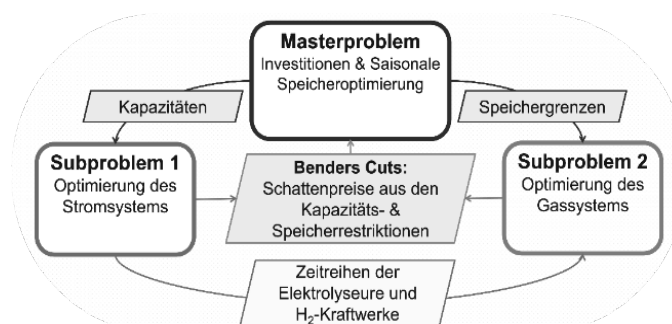 Masterproblem
Investitionen & Saisonale
Speicheroptimierung
Kapazitäten
Speichergrenzen
Subproblem 1
Optimierung des
Stromsystems
Benders Cuts:
Schattenpreise aus den
Kapazitäts- &
Speicherrestriktionen
Subproblem 2
Optimierung des
Gassystems
Zeitreihen der
Elektrolyseure und
H₂-Kraftwerke